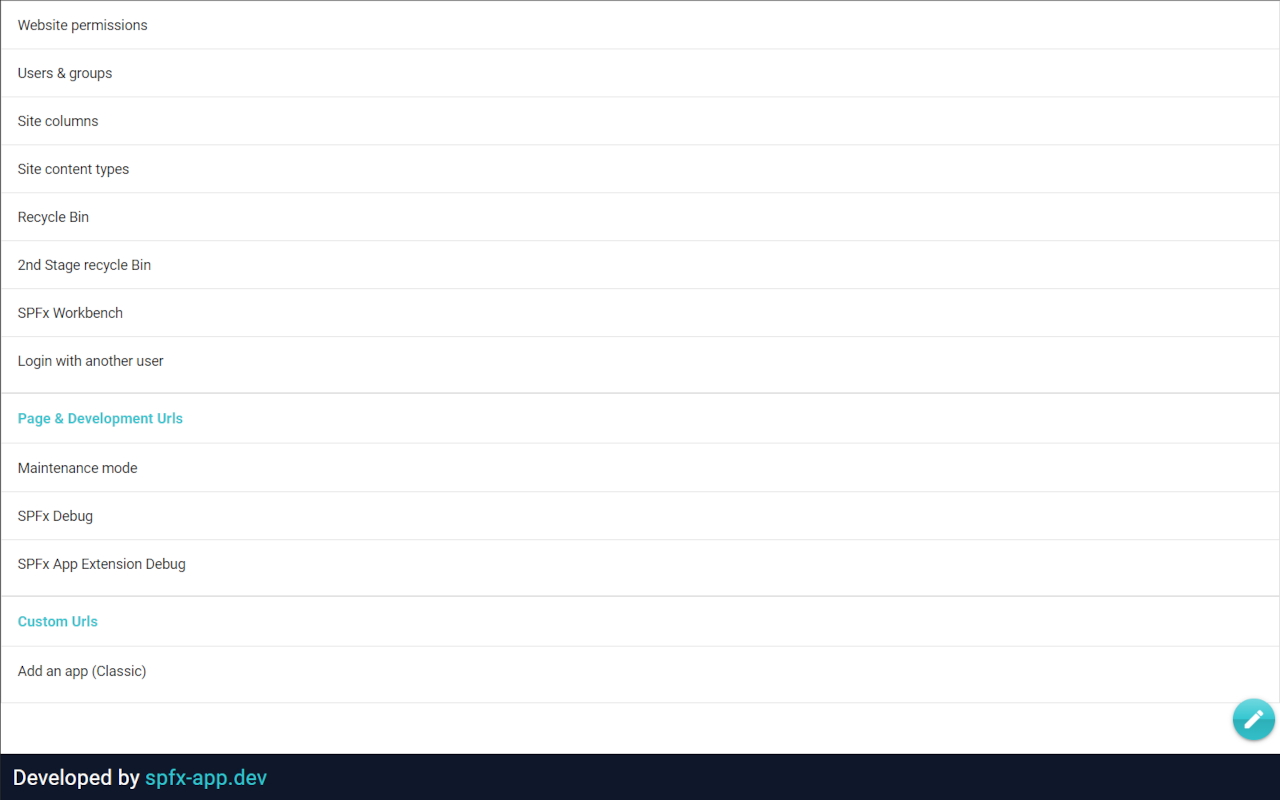 Website permissions
Users & groups
Site columns
Site content types
Recycle Bin
2nd Stage recycle Bin
SPFx Workbench
Login with another user
Page & Development Urls
Maintenance mode
SPFx Debug
SPFx App Extension Debug
Custom Urls
Add an app (Classic)
Developed by spfx-app.dev